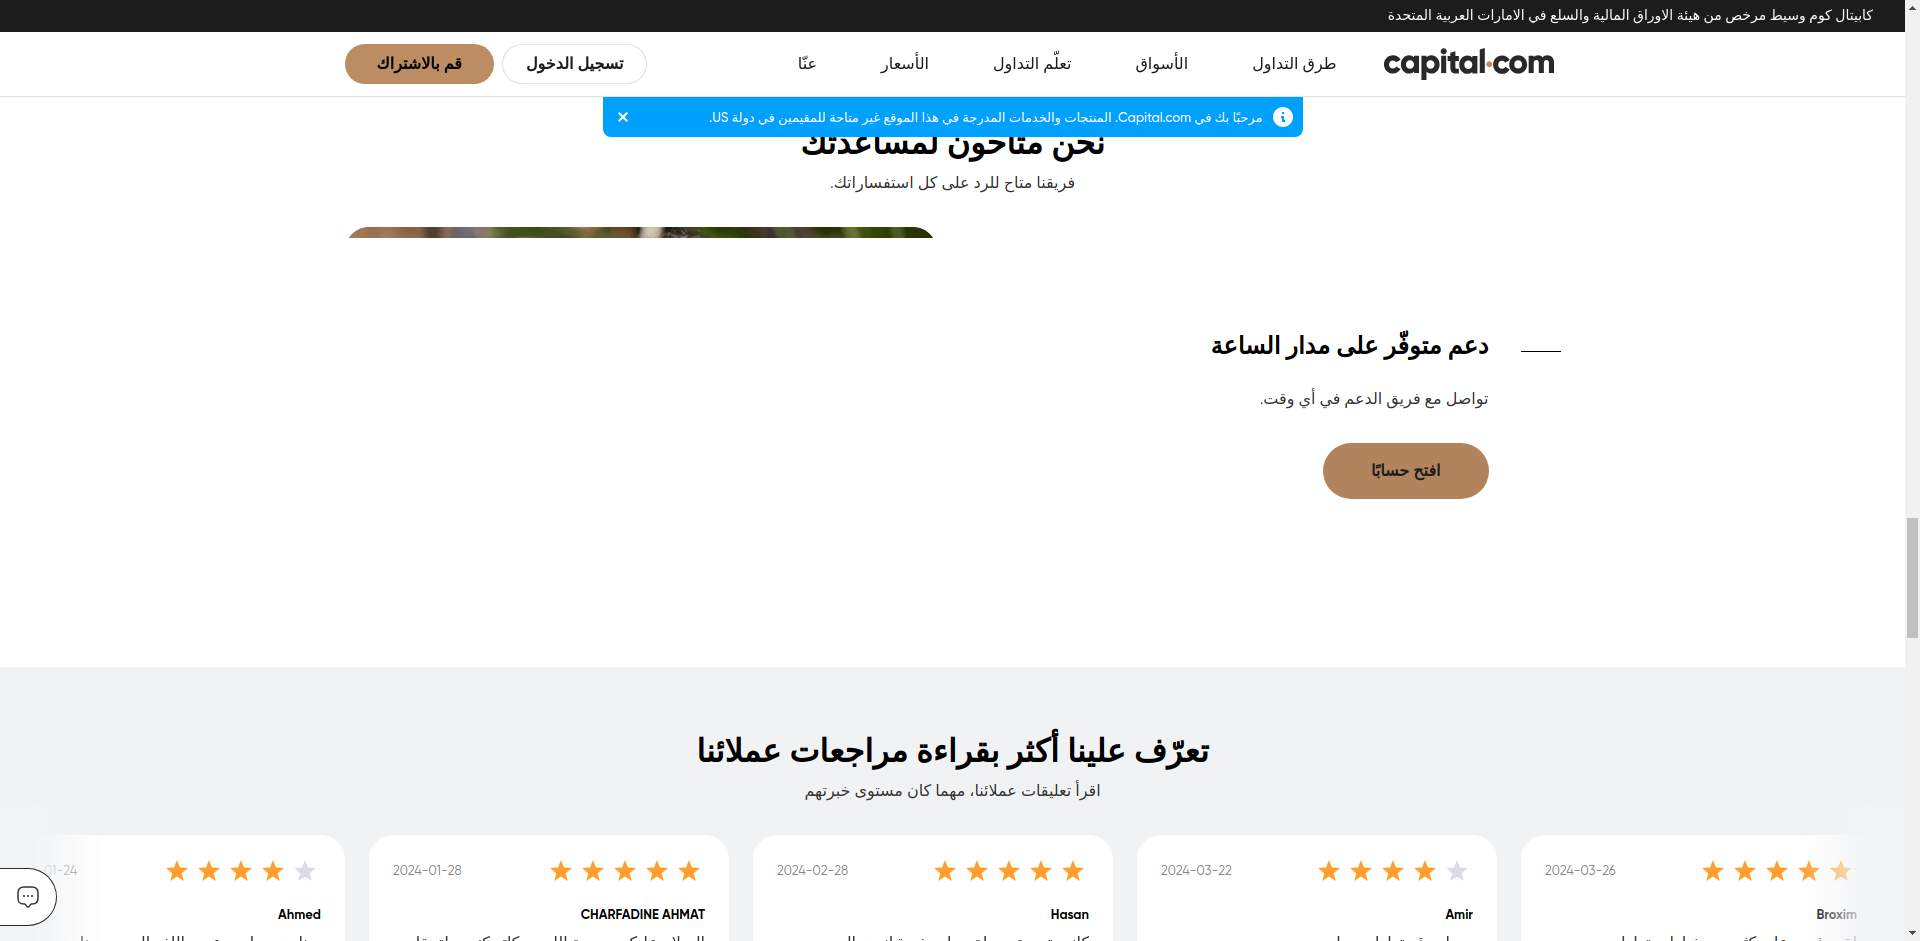 كابيتال كوم وسيط مرخص من هيئة الاوراق المالية والسلع في الامارات العربية المتحدة
capital.com
طرق التداول
الأسواق
تعلّم التداول
الأسعار
عنّا
تسجيل الدخول
قم بالاشتراك
مرحبًا بك في Capital.com. المنتجات والخدمات المدرجة في هذا الموقع غير متاحة للمقيمين في دولة US.
نحن متاحون لمساعدتك
فريقنا متاح للرد على كل استفساراتك.
دعم متوفّر على مدار الساعة
تواصل مع فريق الدعم في أي وقت.
افتح حسابًا
تعرّف علينا أكثر بقراءة مراجعات عملائنا
اقرأ تعليقات عملائنا، مهما كان مستوى خبرتهم
2024-03-26
Broxim
2024-03-22
Amir
2024-02-28
Hasan
2024-01-28
CHARFADINE AHMAT
01-24
Ahmed